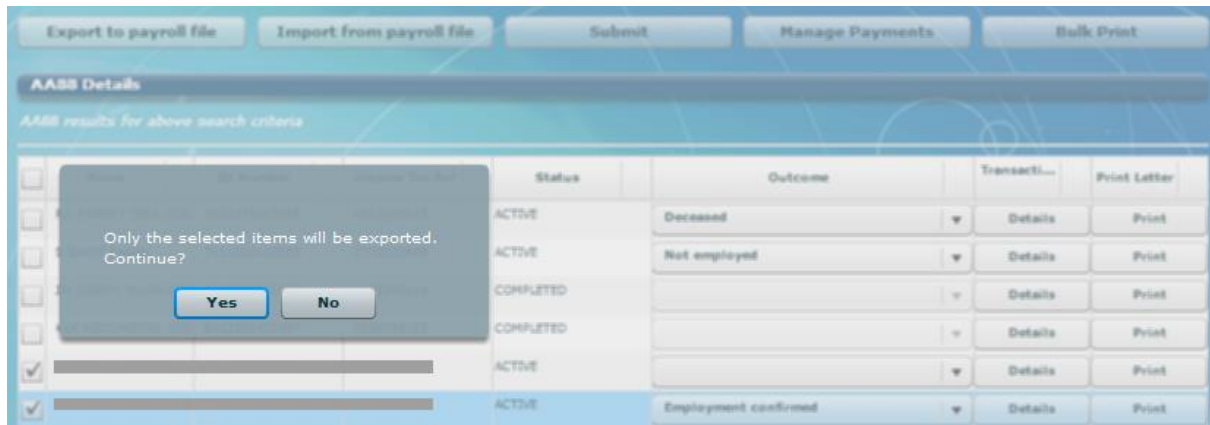 Export to payroll file Import from payroll file Submit Manage Payments Bulk Print
AA88 Details
AA88 results for above search criteria
Status Outcome Transacti... Print Letter
ACTIVE Deceased Details Print
Only the selected items will be exported.
Continue?
ACTIVE Not employed Details Print
Yes No
COMPLETED Details Print
COMPLETED Details Print
ACTIVE Details Print
ACTIVE Employment confirmed Details Print